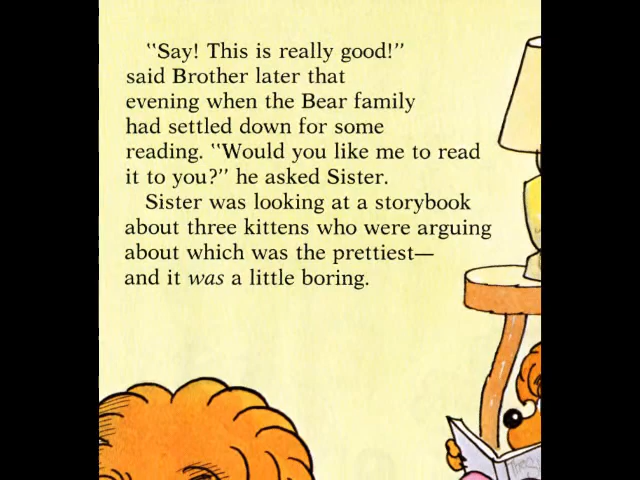 "Say! This is really good!"
said Brother later that
evening when the Bear family
had settled down for some
reading. "Would you like me to read
it to you?" he asked Sister.
Sister was looking at a storybook
about three kittens who were arguing
about which was the prettiest—
and it was a little boring.